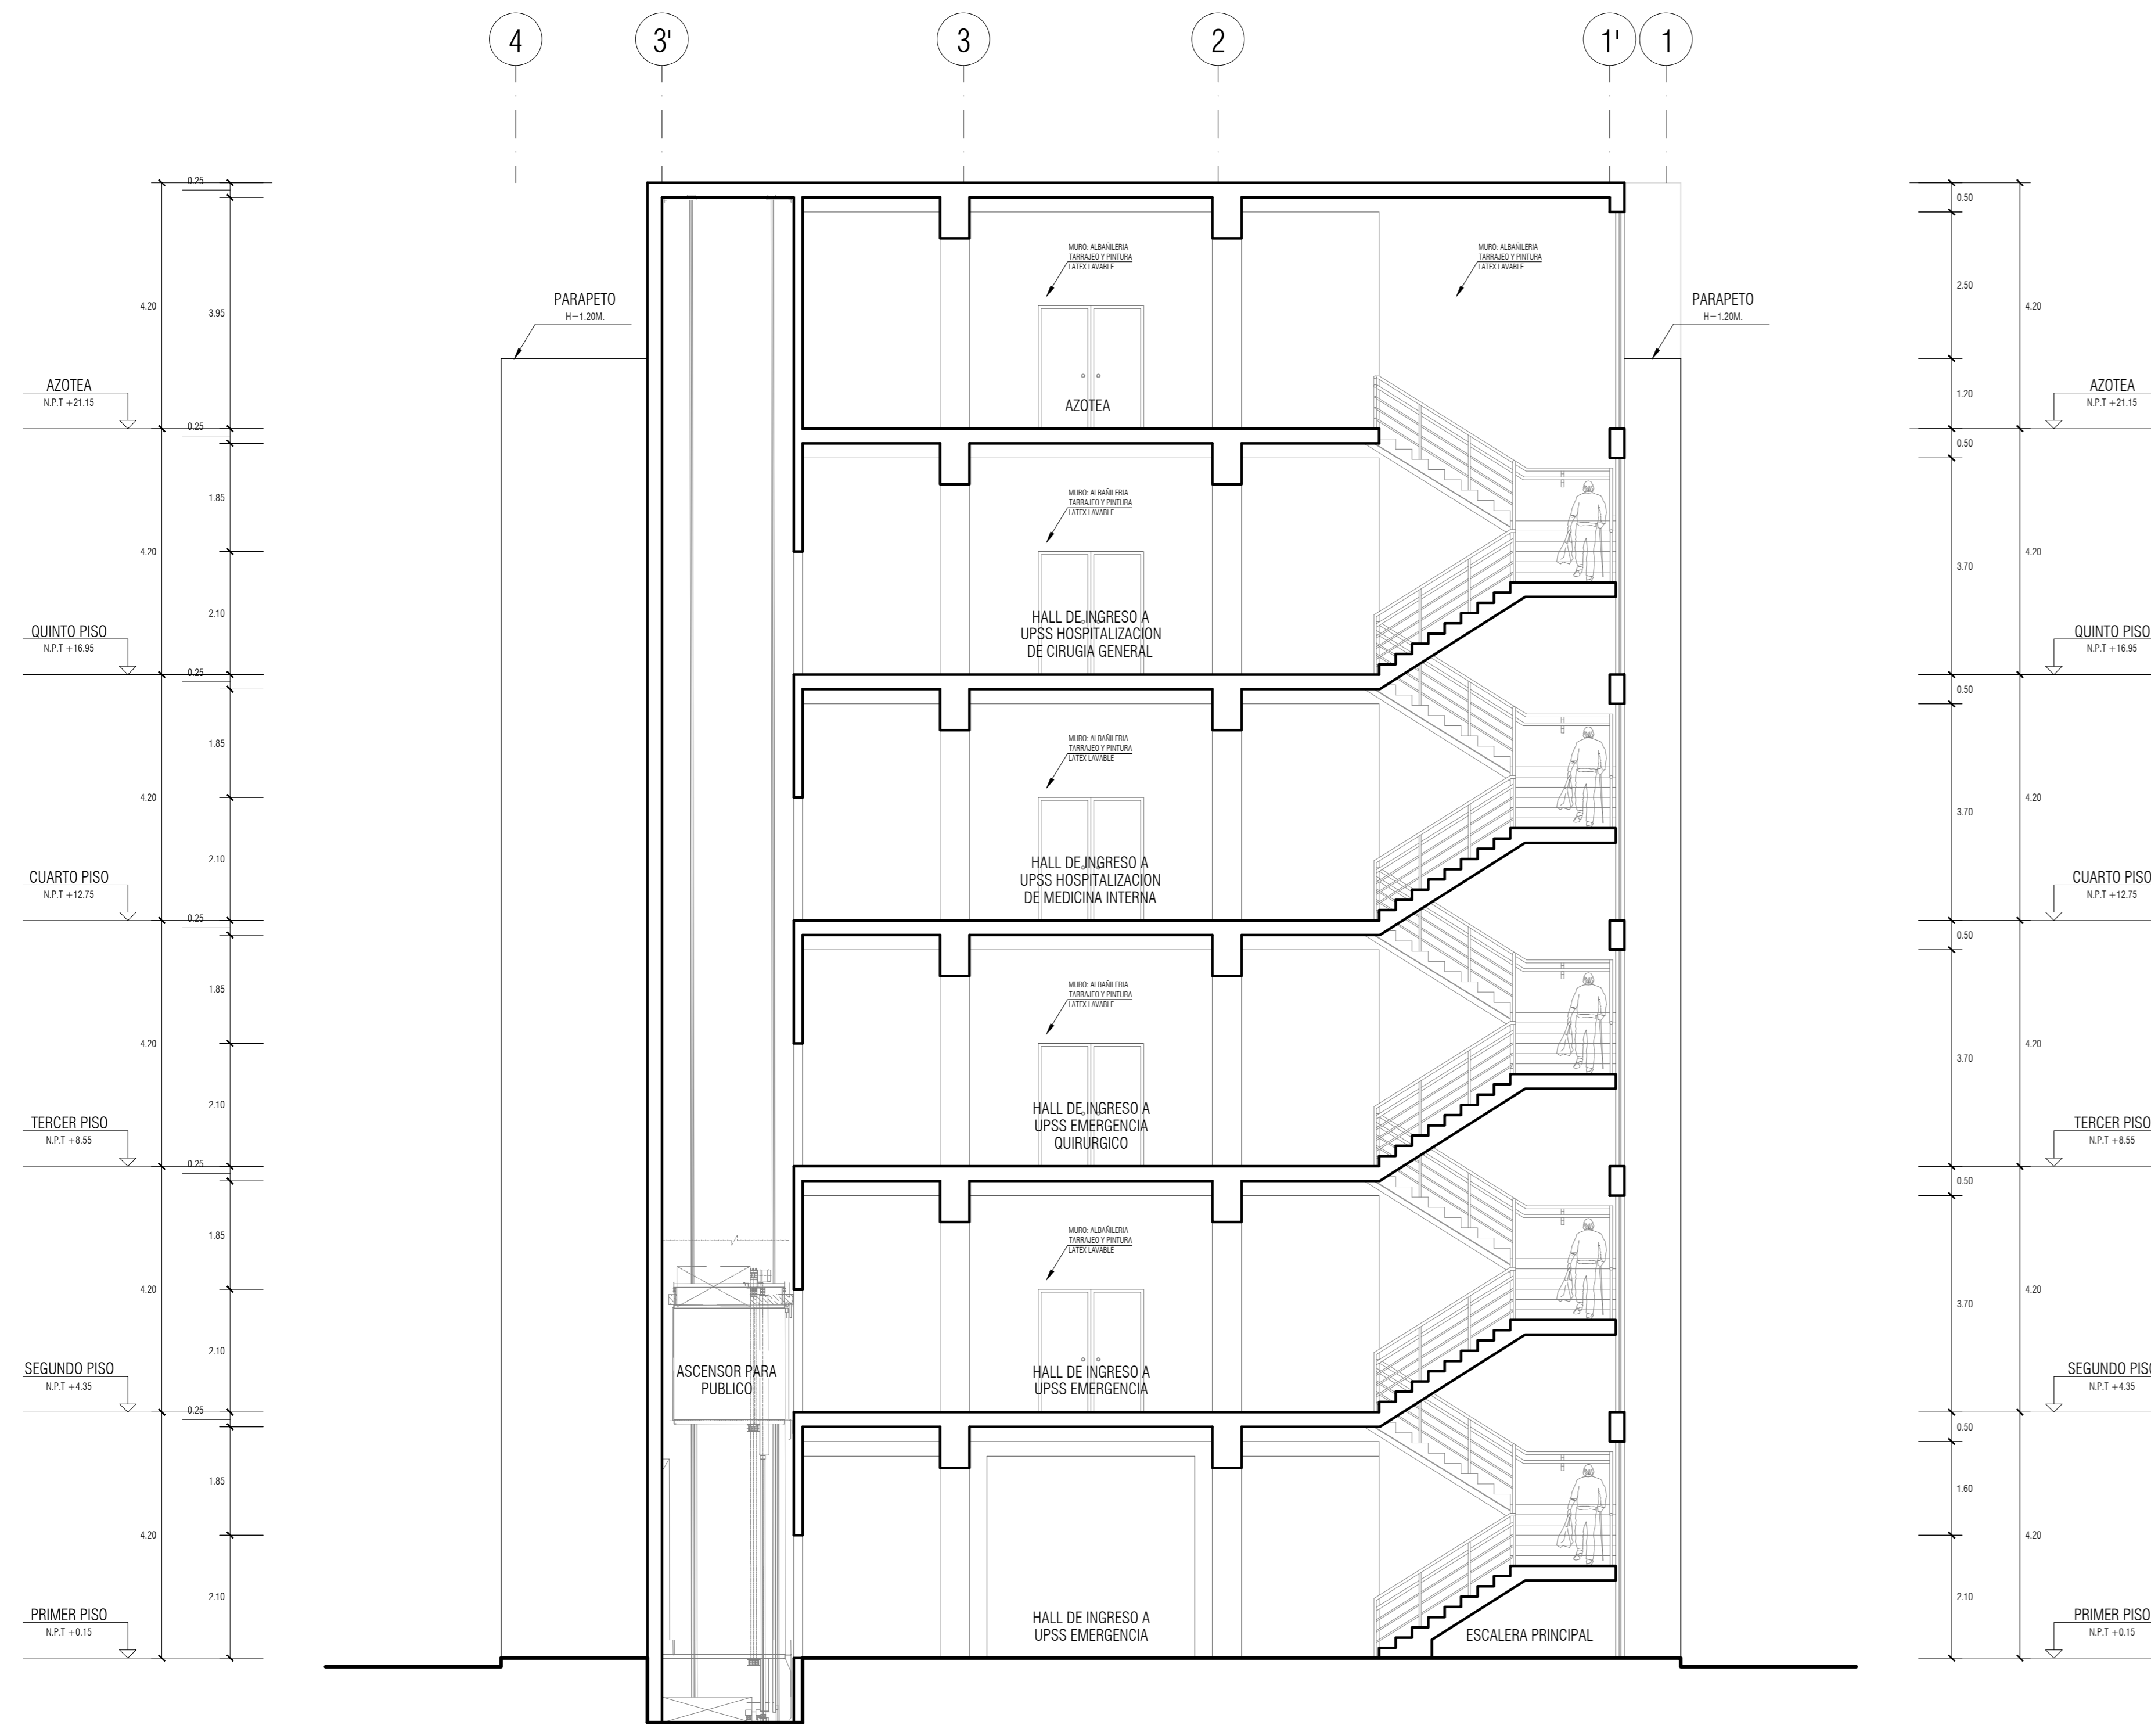 4
3'
3
2
1'
1
0.25
0.50
MURO: ALBAÑILERIA
TARRAJEO Y PINTURA
LATEX LAVABLE
MURO: ALBAÑILERIA
TARRAJEO Y PINTURA
LATEX LAVABLE
2.50
4.20
3.95
PARAPETO
H=1.20M.
PARAPETO
H=1.20M.
4.20
AZOTEA
N.P.T +21.15
1.20
AZOTEA
N.P.T +21.15
AZOTEA
0.25
0.50
1.85
MURO: ALBAÑILERIA
TARRAJEO Y PINTURA
LATEX LAVABLE
H
4.20
3.70
4.20
2.10
HALL DE INGRESO A
UPSS HOSPITALIZACION
DE CIRUGIA GENERAL
QUINTO PISO
N.P.T +16.95
QUINTO PISO
N.P.T +16.95
0.25
0.50
1.85
MURO: ALBAÑILERIA
TARRAJEO Y PINTURA
LATEX LAVABLE
H
4.20
3.70
4.20
2.10
HALL DE INGRESO A
UPSS HOSPITALIZACION
DE MEDICINA INTERNA
CUARTO PISO
N.P.T +12.75
CUARTO PISO
N.P.T +12.75
0.25
0.50
1.85
MURO: ALBAÑILERIA
TARRAJEO Y PINTURA
LATEX LAVABLE
H
4.20
3.70
4.20
2.10
HALL DE INGRESO A
UPSS EMERGENCIA
QUIRURGICO
TERCER PISO
N.P.T +8.55
TERCER PISO
N.P.T +8.55
0.25
0.50
1.85
MURO: ALBAÑILERIA
TARRAJEO Y PINTURA
LATEX LAVABLE
H
4.20
3.70
4.20
2.10
ASCENSOR PARA
PUBLICO
HALL DE INGRESO A
UPSS EMERGENCIA
SEGUNDO PISO
N.P.T +4.35
SEGUNDO PISO
N.P.T +4.35
0.25
0.50
1.85
H
1.60
4.20
4.20
2.10
2.10
HALL DE INGRESO A
UPSS EMERGENCIA
ESCALERA PRINCIPAL
PRIMER PISO
N.P.T +0.15
PRIMER PISO
N.P.T +0.15